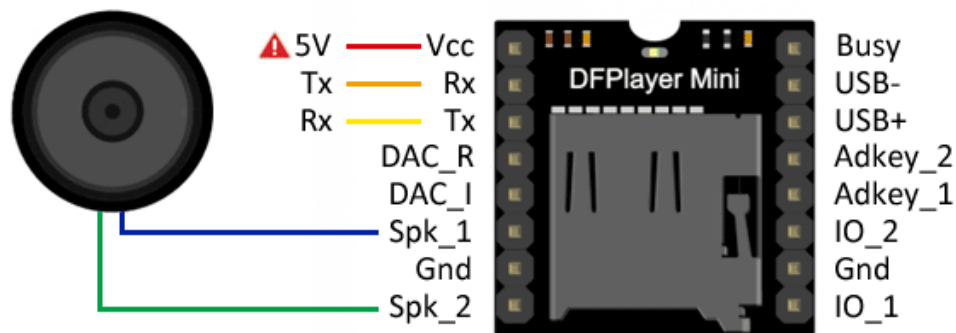 5V Vcc
Tx Rx
Rx Tx
DAC_R
DAC_I
Spk_1
Gnd
Spk_2
DFPlayer Mini
Busy
USB-
USB+
Adkey_2
Adkey_1
IO_2
Gnd
IO_1